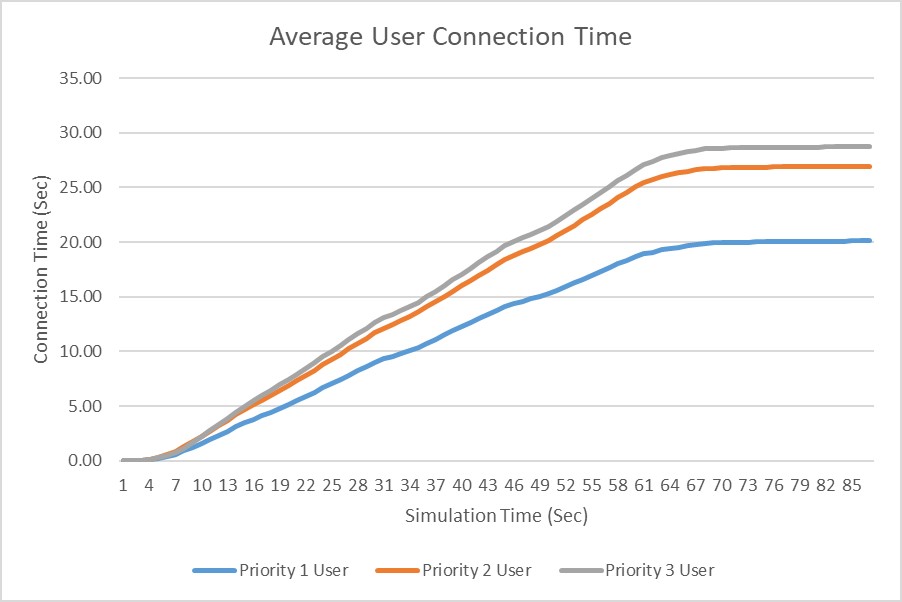 Average User Connection Time
35.00
30.00
25.00
20.00
15.00
10.00
5.00
0.00
Connection Time (Sec)
1 4 7 10 13 16 19 22 25 28 31 34 37 40 43 46 49 52 55 58 61 64 67 70 73 76 79 82 85
Simulation Time (Sec)
Priority 1 User Priority 2 User Priority 3 User